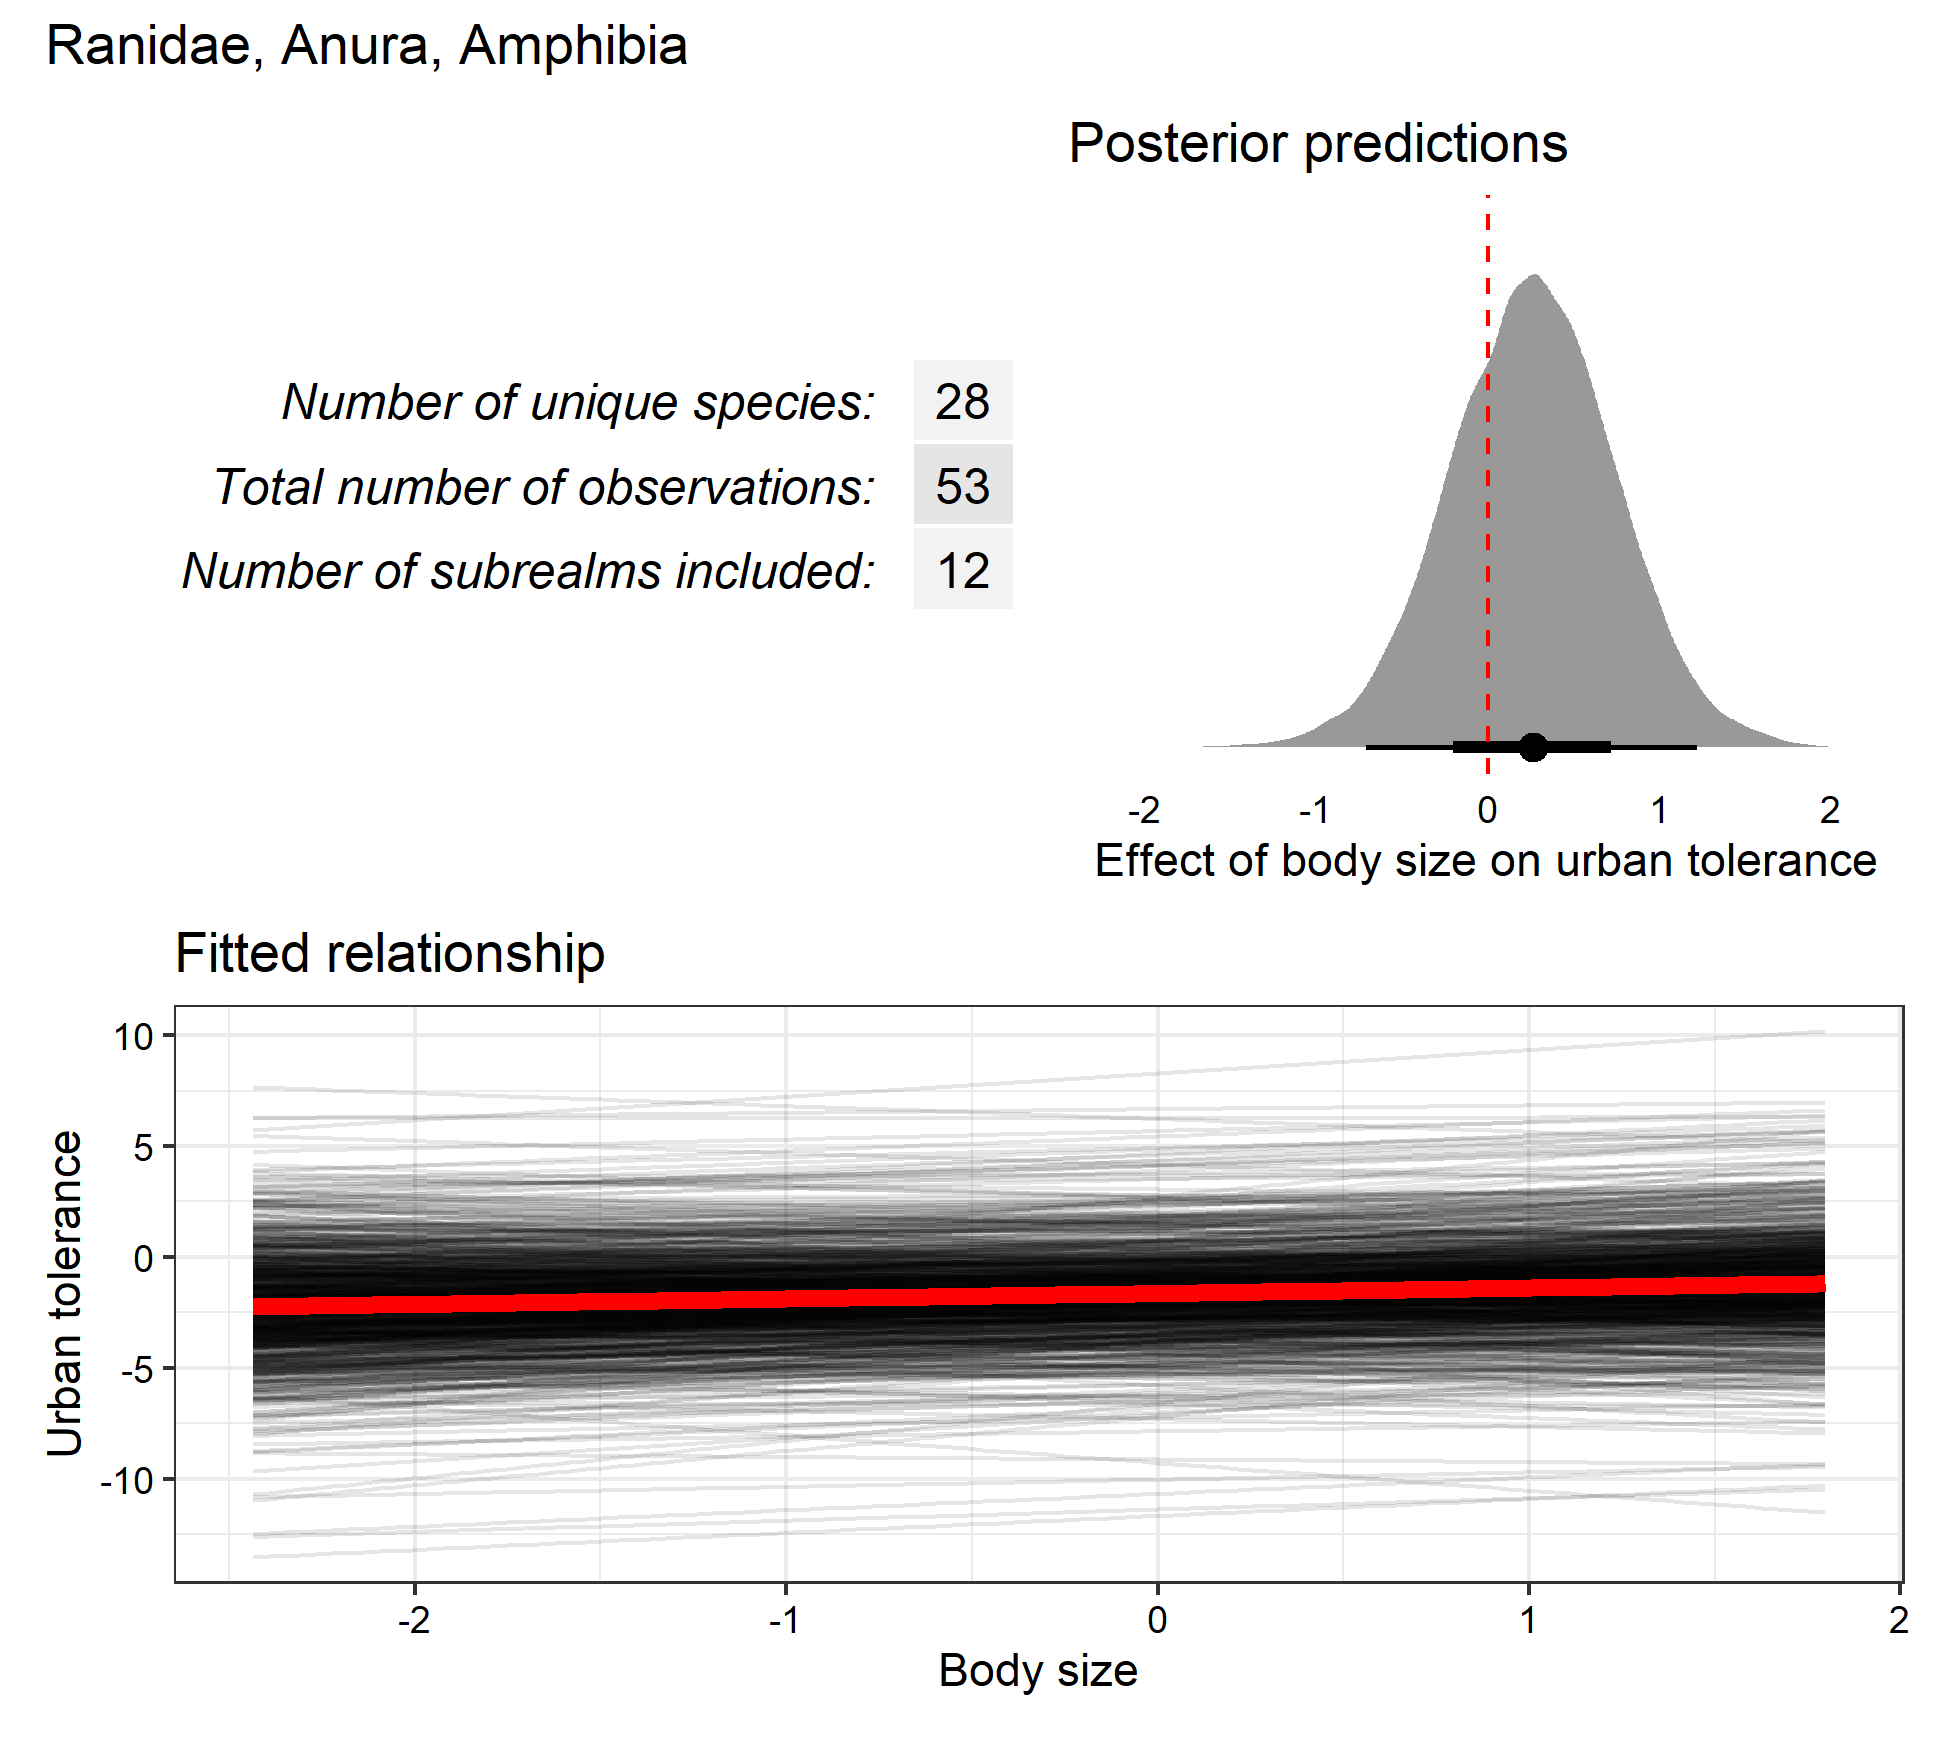 Ranidae, Anura, Amphibia
Posterior predictions
Number of unique species: 28
Total number of observations: 53
Number of subrealms included: 12
-2 -1 0 1 2
Effect of body size on urban tolerance
Fitted relationship
Urban tolerance
10
5
0
-5
-10
-2 -1 0 1 2
Body size